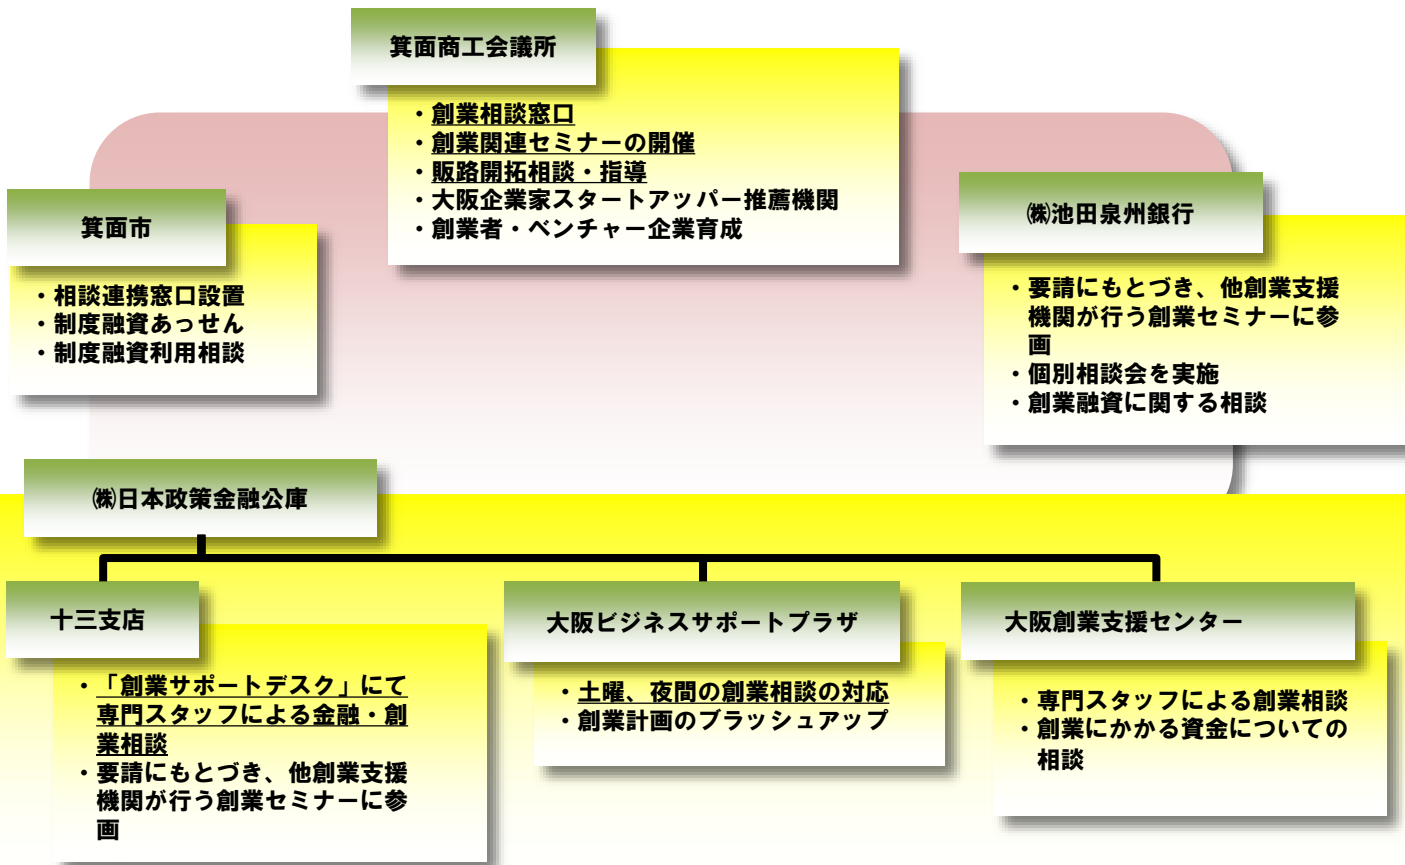 箕面商工会議所
・創業相談窓口
・創業関連セミナーの開催
・販路開拓相談・指導
・大阪企業家スタートアッパー推薦機関
・創業者・ベンチャー企業育成
箕面市
・相談連携窓口設置
・制度融資あっせん
・制度融資利用相談
㈱池田泉州銀行
・要請にもとづき、他創業支援
機関が行う創業セミナーに参
画
・個別相談会を実施
・創業融資に関する相談
㈱日本政策金融公庫
十三支店
・「創業サポートデスク」にて
専門スタッフによる金融・創
業相談
・要請にもとづき、他創業支援
機関が行う創業セミナーに参
画
大阪ビジネスサポートプラザ
・土曜、夜間の創業相談の対応
・創業計画のブラッシュアップ
大阪創業支援センター
・専門スタッフによる創業相談
・創業にかかる資金についての
相談